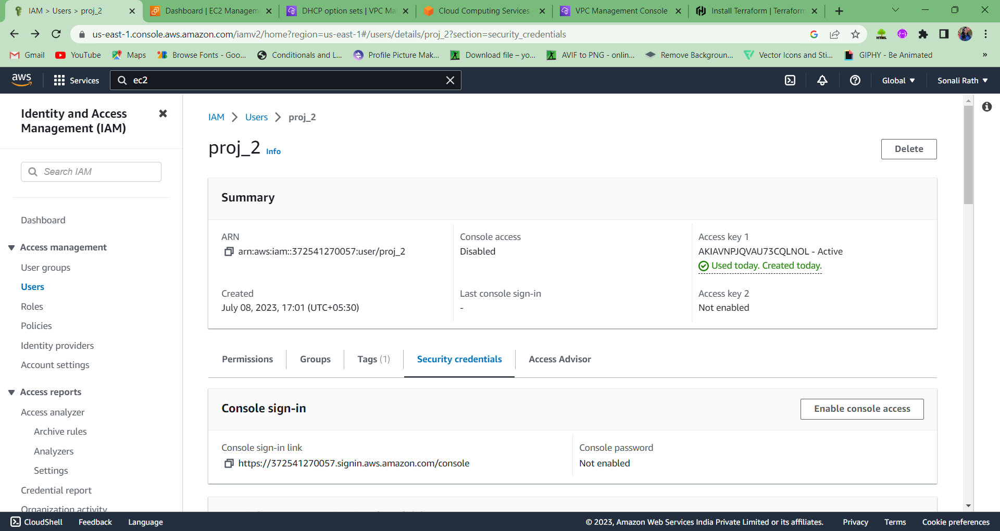 IAM > Users > proj_2
Dashboard | EC2 Managem
DHCP option sets | VPC Ma
Cloud Computing Services
VPC Management Console
Install Terraform | Terraform
us-east-1.console.aws.amazon.com/iamv2/home?region=us-east-1#/users/details/proj_2?section=security_credentials
Gmail
YouTube
Maps
Browse Fonts - Goo...
Conditionals and L...
Profile Picture Mak...
Download file – yo...
AVIF to PNG - onlin...
Remove Backgroun...
Vector Icons and Sti...
GIPHY - Be Animated
»
aws
Services
ec2
Global
Sonali Rath
Identity and Access
Management (IAM)
Search IAM
Dashboard
Access management
User groups
Users
Roles
Policies
Identity providers
Account settings
Access reports
Access analyzer
Archive rules
Analyzers
Settings
Credential report
Organization activity
IAM > Users > proj_2
proj_2 Info
Delete
Summary
ARN
arn:aws:iam::372541270057:user/proj_2
Console access
Disabled
Access key 1
AKIAVNPJQVAU73CQLNOL - Active
Used today. Created today.
Created
July 08, 2023, 17:01 (UTC+05:30)
Last console sign-in
-
Access key 2
Not enabled
Permissions
Groups
Tags (1)
Security credentials
Access Advisor
Console sign-in
Enable console access
Console sign-in link
https://372541270057.signin.aws.amazon.com/console
Console password
Not enabled
CloudShell
Feedback
Language
© 2023, Amazon Web Services India Private Limited or its affiliates.
Privacy
Terms
Cookie preferences